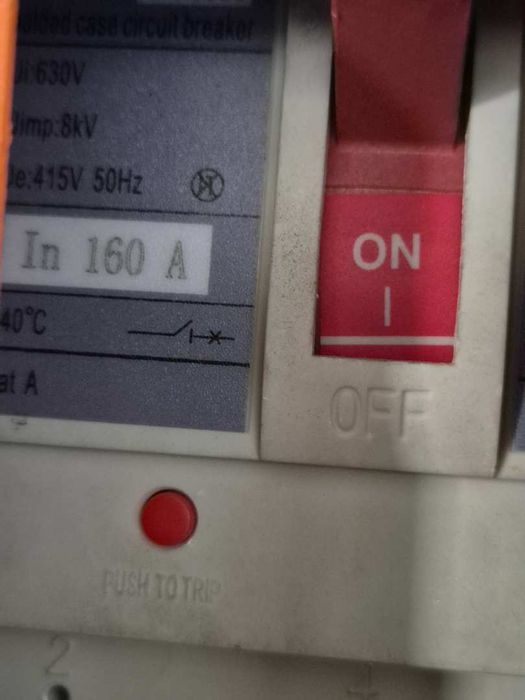 case circuit breaker
Ui:630V
Uimp:8kV
Ue:415V 50Hz
In 160 A
40°C
at A
ON
I
OFF
PUSH TO TRIP
2